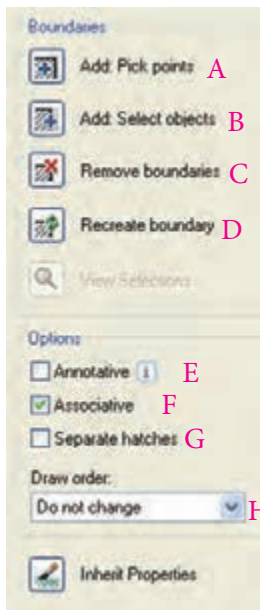 Boundaries
Add: Pick points A
Add: Select objects B
Remove boundaries C
Recreate boundary D
View Selections
Options
Annotative i E
Associative F
Separate hatches G
Draw order:
Do not change H
Inherit Properties